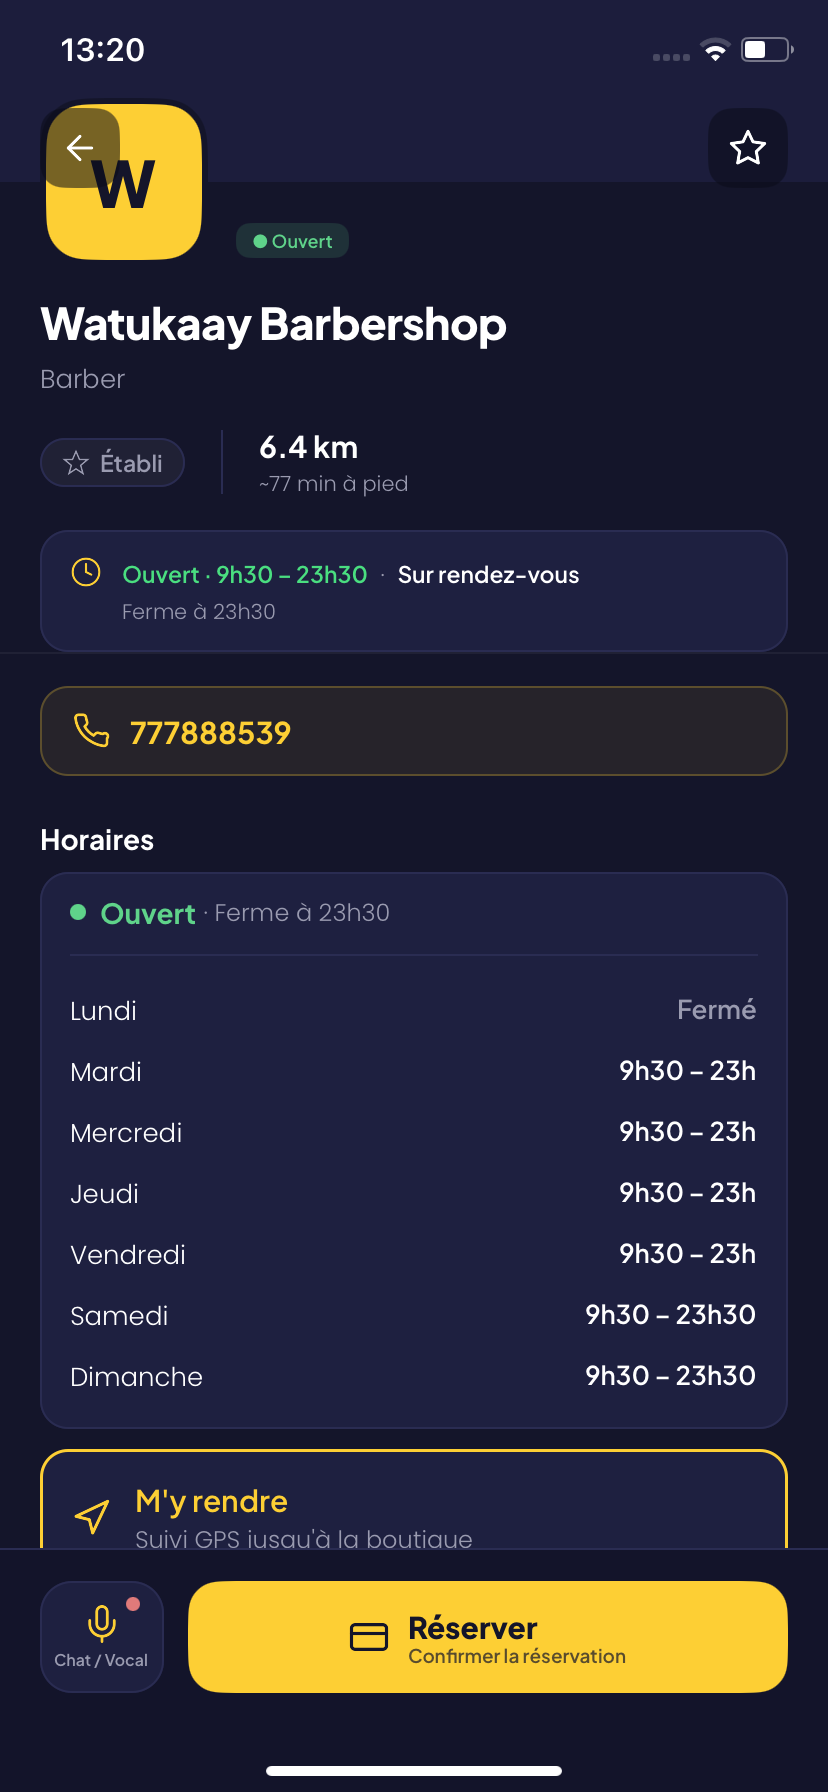 13:20
W
Ouvert
Watukaay Barbershop
Barber
Établi
6.4 km
~77 min à pied
Ouvert · 9h30 – 23h30 · Sur rendez-vous
Ferme à 23h30
777888539
Horaires
Ouvert · Ferme à 23h30
Lundi Fermé
Mardi 9h30 – 23h
Mercredi 9h30 – 23h
Jeudi 9h30 – 23h
Vendredi 9h30 – 23h
Samedi 9h30 – 23h30
Dimanche 9h30 – 23h30
M'y rendre
Suivi GPS jusqu'à la boutique
Chat / Vocal
Réserver
Confirmer la réservation